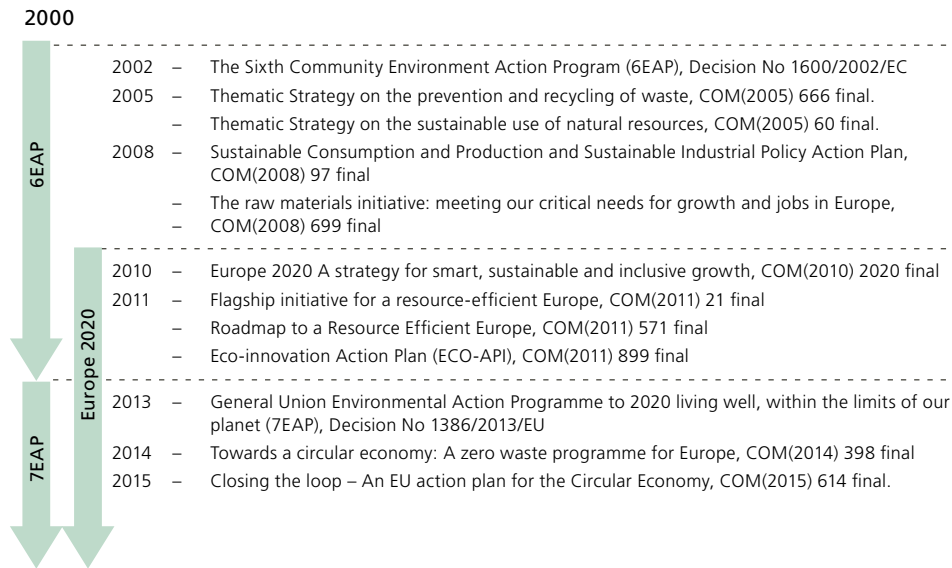 2000
2002 – The Sixth Community Environment Action Program (6EAP), Decision No 1600/2002/EC
2005 – Thematic Strategy on the prevention and recycling of waste, COM(2005) 666 final.
– Thematic Strategy on the sustainable use of natural resources, COM(2005) 60 final.
2008 – Sustainable Consumption and Production and Sustainable Industrial Policy Action Plan,
COM(2008) 97 final
– The raw materials initiative: meeting our critical needs for growth and jobs in Europe,
– COM(2008) 699 final
6EAP
2010 – Europe 2020 A strategy for smart, sustainable and inclusive growth, COM(2010) 2020 final
2011 – Flagship initiative for a resource-efficient Europe, COM(2011) 21 final
– Roadmap to a Resource Efficient Europe, COM(2011) 571 final
– Eco-innovation Action Plan (ECO-API), COM(2011) 899 final
Europe 2020
2013 – General Union Environmental Action Programme to 2020 living well, within the limits of our
planet (7EAP), Decision No 1386/2013/EU
2014 – Towards a circular economy: A zero waste programme for Europe, COM(2014) 398 final
2015 – Closing the loop – An EU action plan for the Circular Economy, COM(2015) 614 final.
7EAP